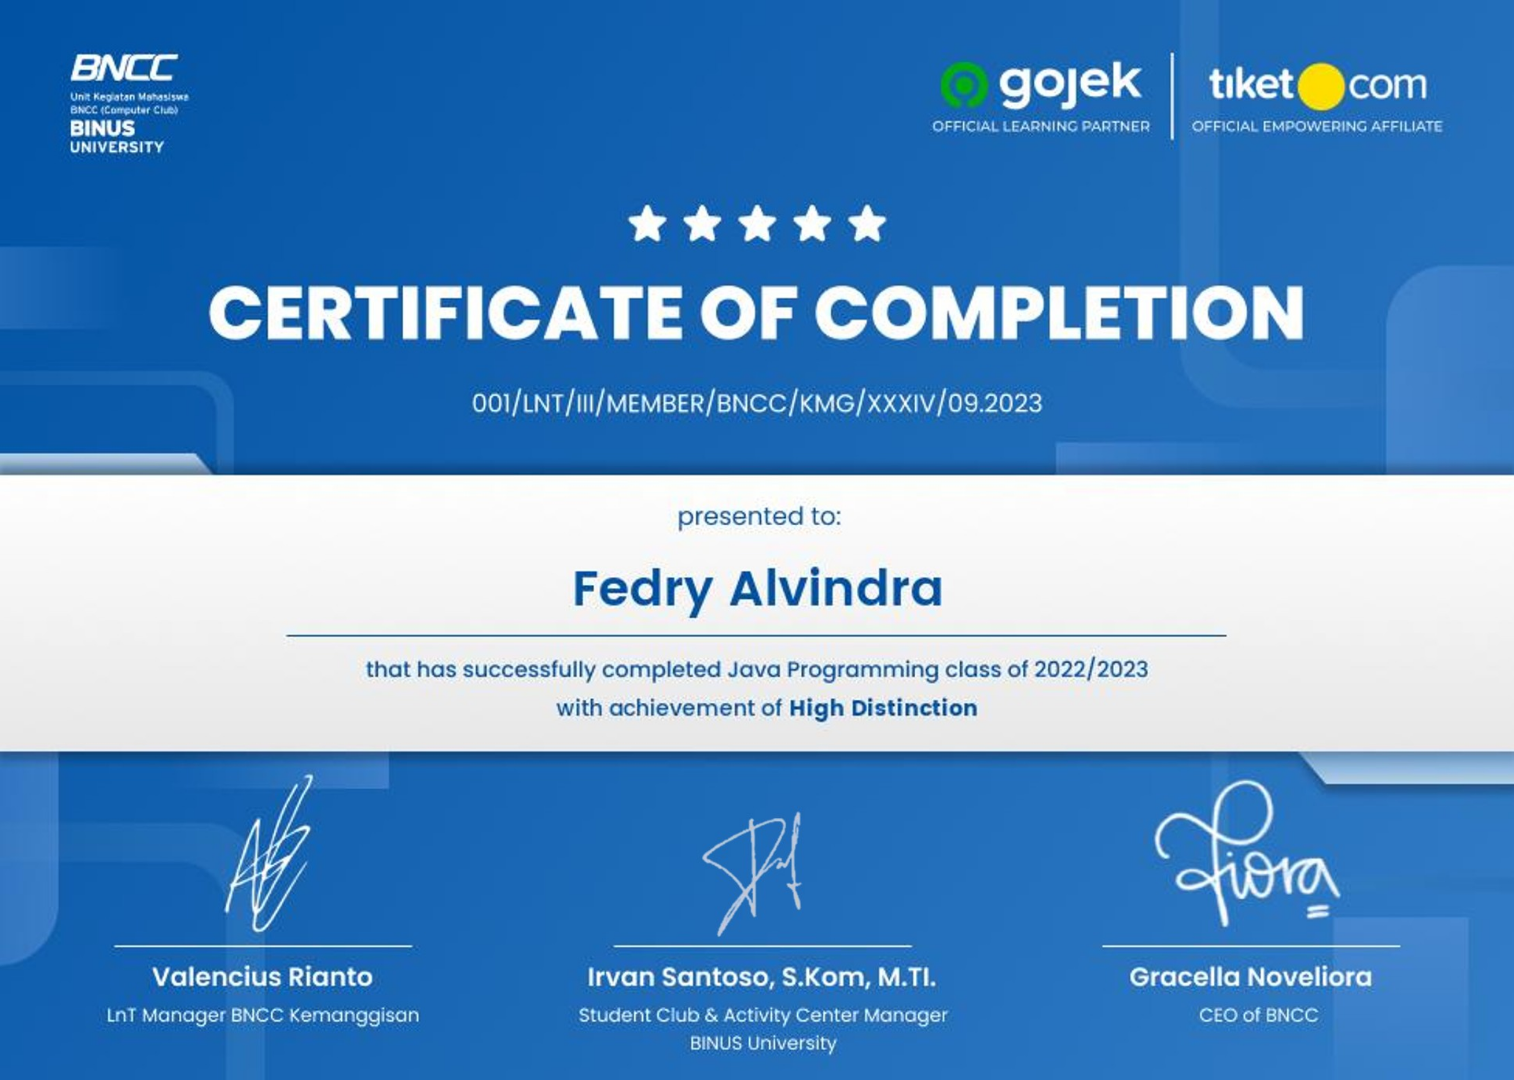 BNCC
Unit Kegiatan Mahasiswa
BNCC (Computer Club)
BINUS
UNIVERSITY
gojek
OFFICIAL LEARNING PARTNER
tiket com
OFFICIAL EMPOWERING AFFILIATE
CERTIFICATE OF COMPLETION
001/LNT/III/MEMBER/BNCC/KMG/XXXIV/09.2023
presented to:
Fedry Alvindra
that has successfully completed Java Programming class of 2022/2023
with achievement of High Distinction
Fiora
Valencius Rianto
LnT Manager BNCC Kemanggisan
Irvan Santoso, S.Kom, M.TI.
Student Club & Activity Center Manager
BINUS University
Gracella Noveliora
CEO of BNCC